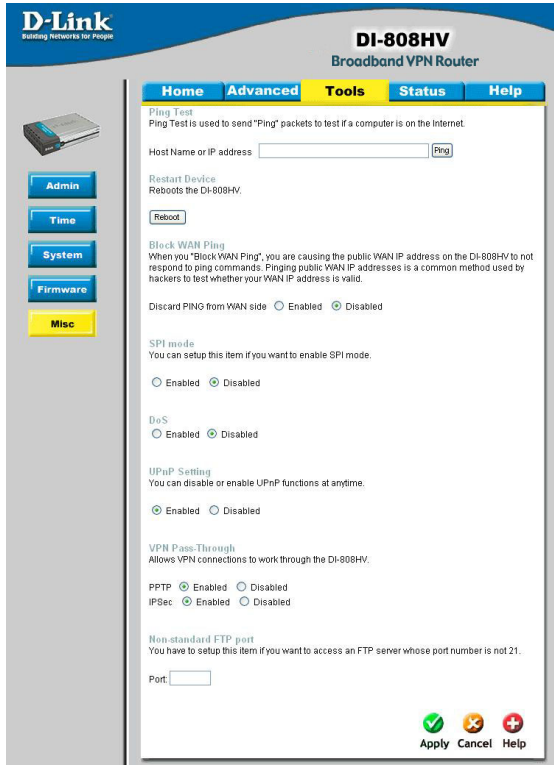 D-Link
Building Networks for People
DI-808HV
Broadband VPN Router
Home Advanced Tools Status Help
Admin
Time
System
Firmware
Misc
Ping Test
Ping Test is used to send "Ping" packets to test if a computer is on the Internet.
Host Name or IP address Ping
Restart Device
Reboots the DI-808HV.
Reboot
Block WAN Ping
When you "Block WAN Ping", you are causing the public WAN IP address on the DI-808HV to not
respond to ping commands. Pinging public WAN IP addresses is a common method used by
hackers to test whether your WAN IP address is valid.
Discard PING from WAN side Enabled Disabled
SPI mode
You can setup this item if you want to enable SPI mode.
Enabled Disabled
DoS
Enabled Disabled
UPnP Setting
You can disable or enable UPnP functions at anytime.
Enabled Disabled
VPN Pass-Through
Allows VPN connections to work through the DI-808HV.
PPTP Enabled Disabled
IPSec Enabled Disabled
Non-standard FTP port
You have to setup this item if you want to access an FTP server whose port number is not 21.
Port:
Apply Cancel Help